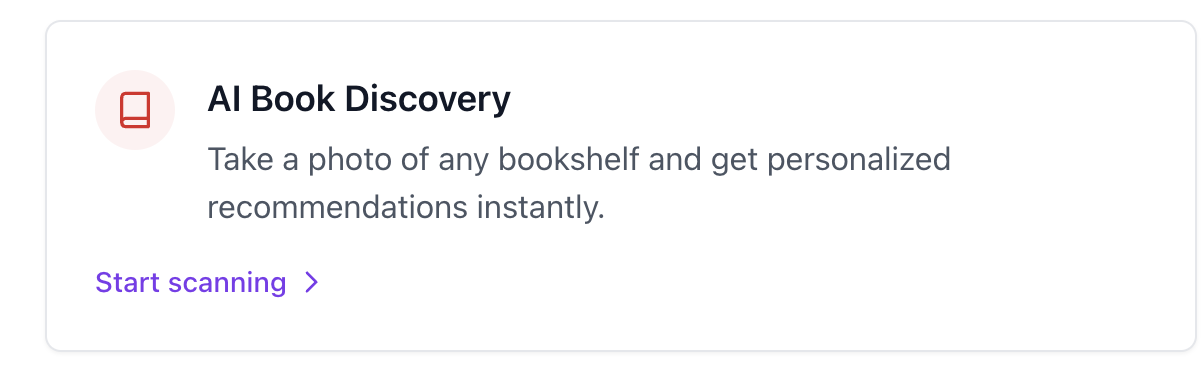 AI Book Discovery
Take a photo of any bookshelf and get personalized
recommendations instantly.
Start scanning